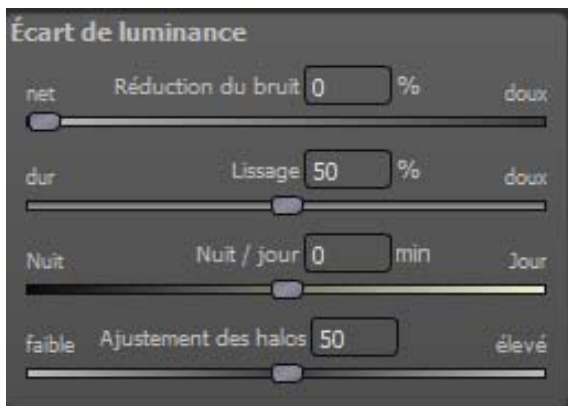 Écart de luminance
net Réduction du bruit 0 % doux
dur Lissage 50 % doux
Nuit Nuit / jour 0 min Jour
faible Ajustement des halos 50 élevé